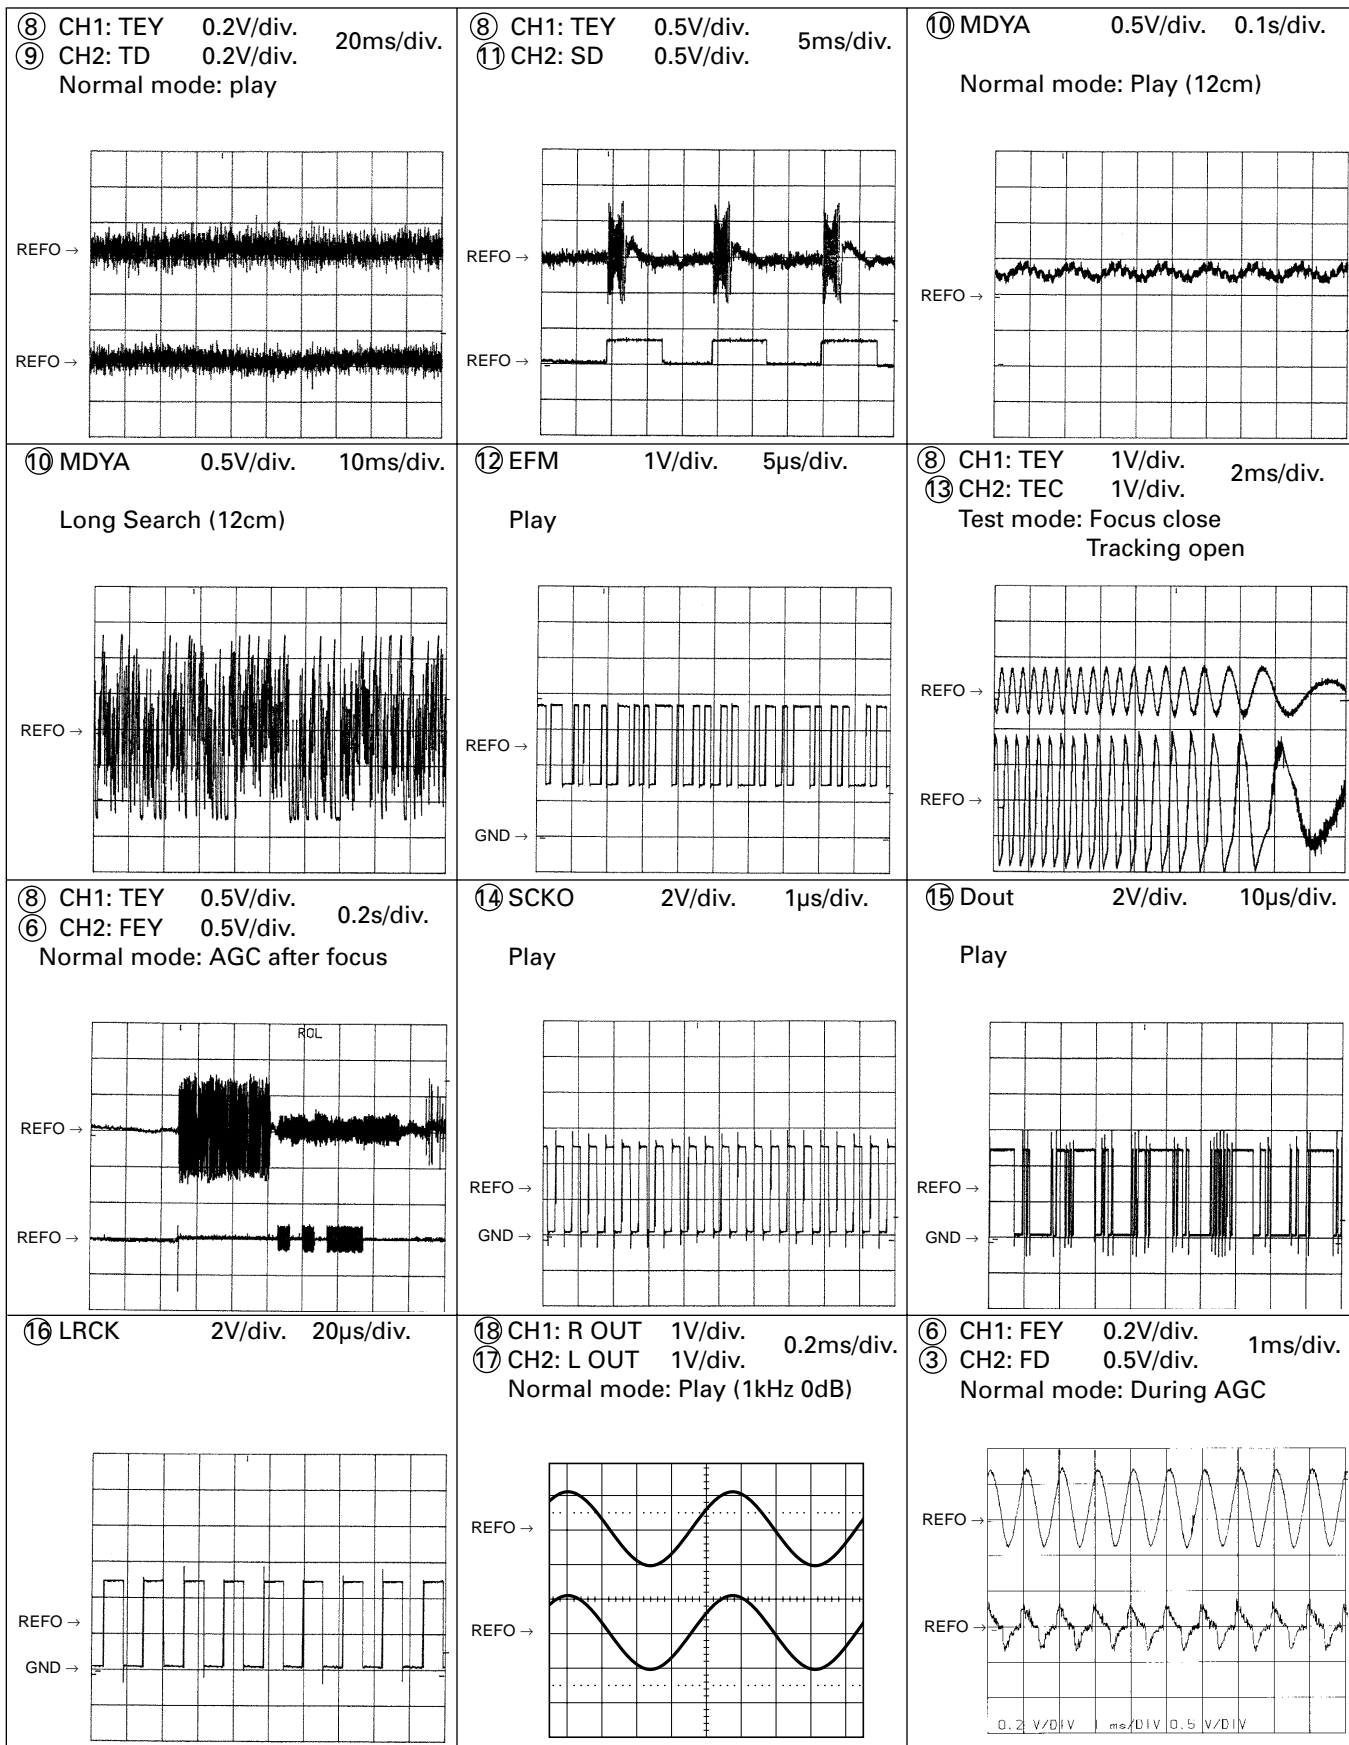 ⑧ CH1: TEY 0.2V/div. 20ms/div.
⑨ CH2: TD 0.2V/div.
Normal mode: play
REFO →
REFO →
⑧ CH1: TEY 0.5V/div. 5ms/div.
⑪ CH2: SD 0.5V/div.
REFO →
REFO →
⑩ MDYA 0.5V/div. 0.1s/div.
Normal mode: Play (12cm)
REFO →
⑩ MDYA 0.5V/div. 10ms/div.
Long Search (12cm)
REFO →
⑫ EFM 1V/div. 5µs/div.
Play
REFO →
GND →
⑧ CH1: TEY 1V/div. 2ms/div.
⑬ CH2: TEC 1V/div.
Test mode: Focus close
Tracking open
REFO →
REFO →
⑧ CH1: TEY 0.5V/div. 0.2s/div.
⑥ CH2: FEY 0.5V/div.
Normal mode: AGC after focus
ROL
REFO →
REFO →
⑭ SCKO 2V/div. 1µs/div.
Play
REFO →
GND →
⑮ Dout 2V/div. 10µs/div.
Play
REFO →
GND →
⑯ LRCK 2V/div. 20µs/div.
REFO →
GND →
⑱ CH1: R OUT 1V/div. 0.2ms/div.
⑰ CH2: L OUT 1V/div.
Normal mode: Play (1kHz 0dB)
REFO →
REFO →
⑥ CH1: FEY 0.2V/div. 1ms/div.
③ CH2: FD 0.5V/div.
Normal mode: During AGC
REFO →
REFO →
0.2 V/DIV 1 ms/DIV 0.5 V/DIV